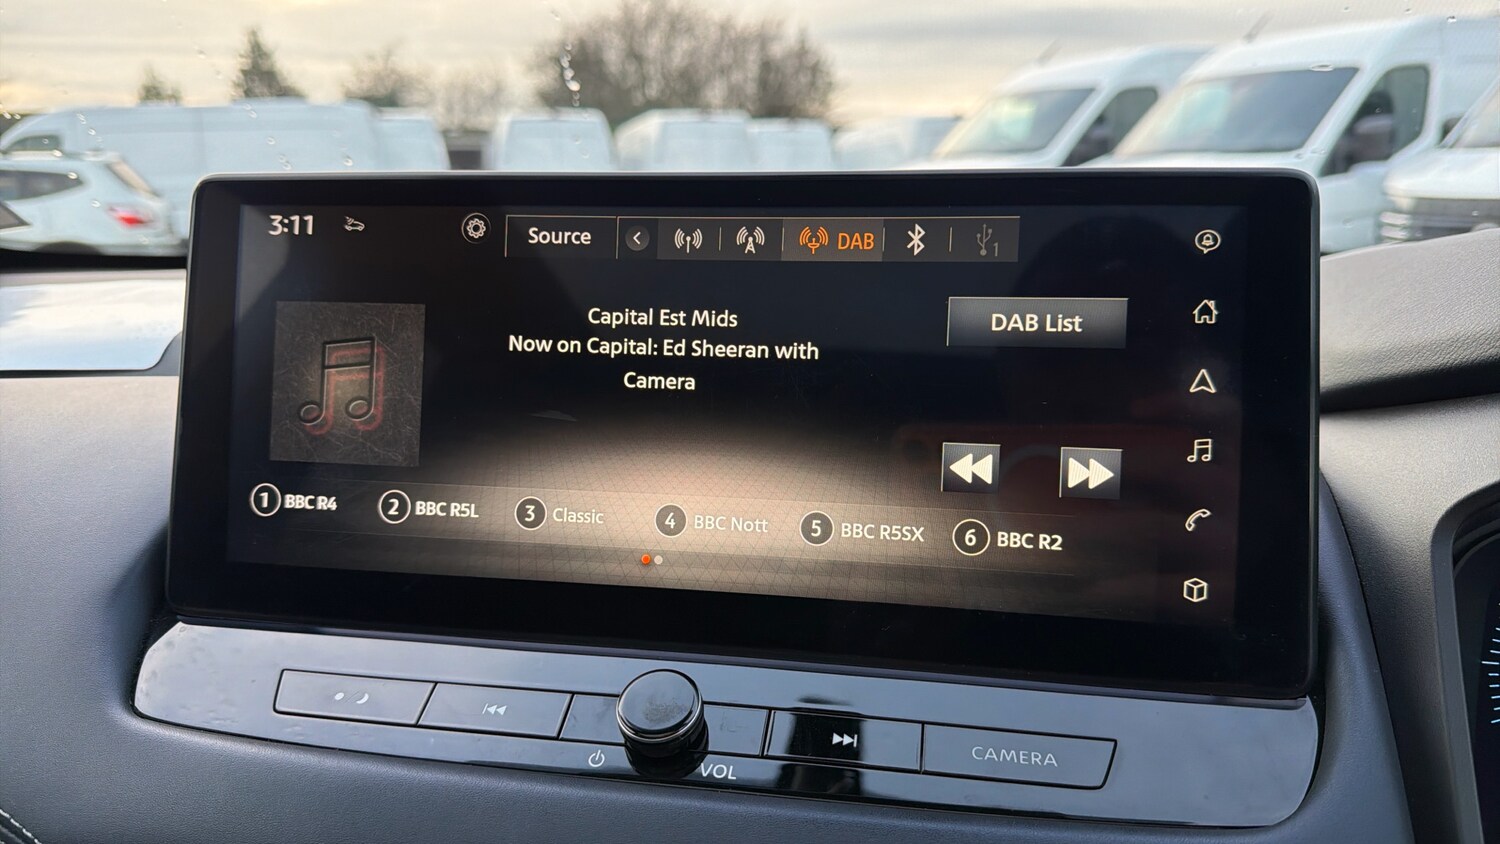 3:11
Source
DAB
1
Capital Est Mids
Now on Capital: Ed Sheeran with
Camera
DAB List
1 BBC R4
2 BBC R5L
3 Classic
4 BBC Nott
5 BBC R5SX
6 BBC R2
VOL
CAMERA